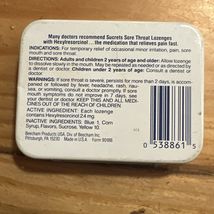 Many doctors recommend Sucrets Sore Throat Lozenges
with Hexylresorcinol ... the medication that relieves pain fast.
INDICATIONS: For temporary relief of occasional minor irritation, pain, sore
mouth and sore throat.
DIRECTIONS: Adults and children 2 years of age and older: Allow lozenge
to dissolve slowly in the mouth. May be repeated as needed or as directed by
a dentist or doctor. Children under 2 years of age: Consult a dentist or
doctor.
WARNINGS: If sore throat is severe, persists for more than 2 days, is accom-
panied or followed by fever, headache, rash, nau-
sea or vomiting, consult a doctor promptly. If sore
mouth symptoms do not improve in 7 days, see
your dentist or doctor. KEEP THIS AND ALL MEDI-
CINES OUT OF THE REACH OF CHILDREN.
ACTIVE INGREDIENT: Each lozenge
contains Hexylresorcinol 2.4 mg
INACTIVE INGREDIENTS: Blue 1, Corn
Syrup, Flavors, Sucrose, Yellow 10.
Beecham Products USA, Div. of Beecham Inc.
Pittsburgh, PA 15230 Made in U.S.A. Form 90166
0 538861 5